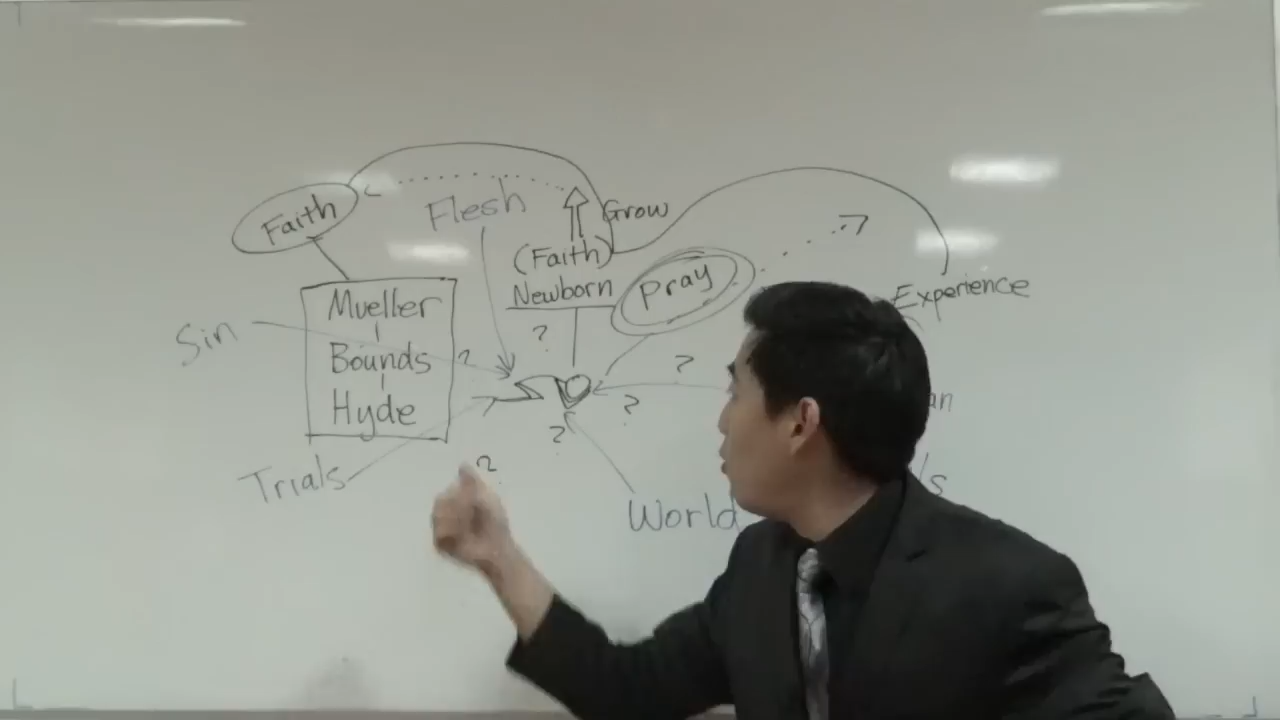 Faith
Flesh
Grow
(Faith)
Newborn
Pray
Experience
Mueller
Bounds
Hyde
Sin
?
?
?
?
?
?
Trials
World